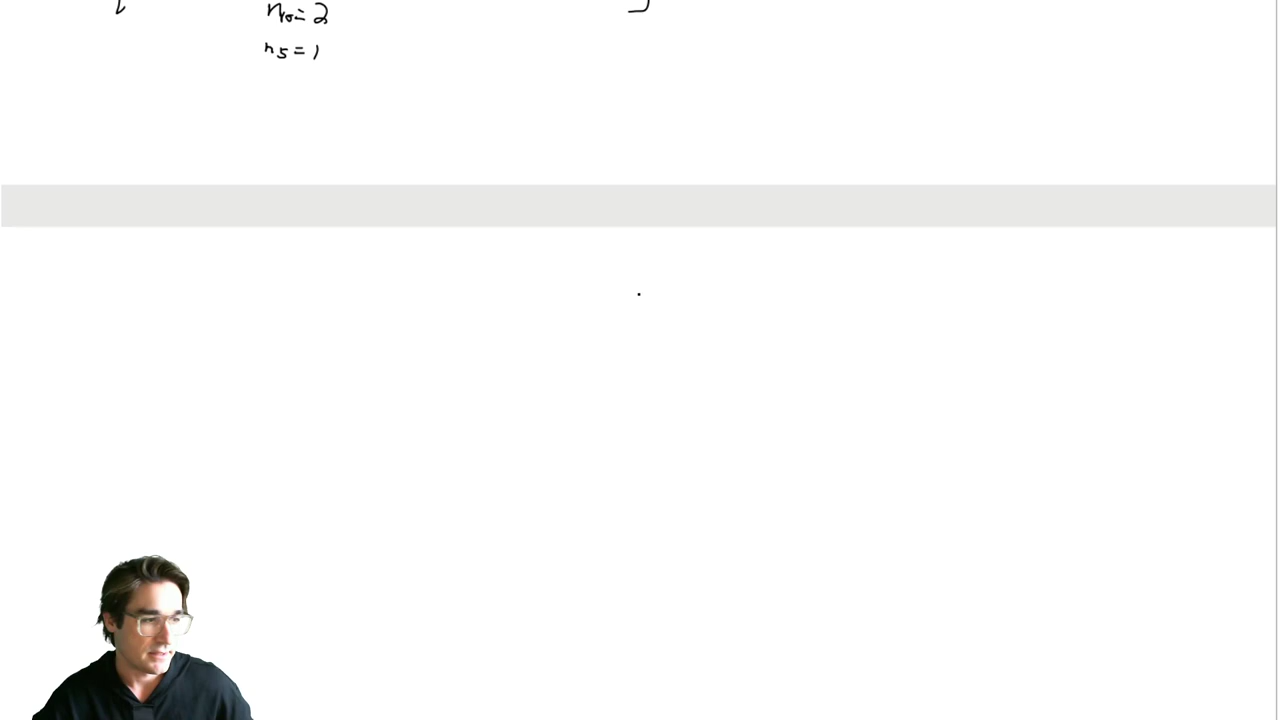 n₁₀ = 2
n₅ = 1